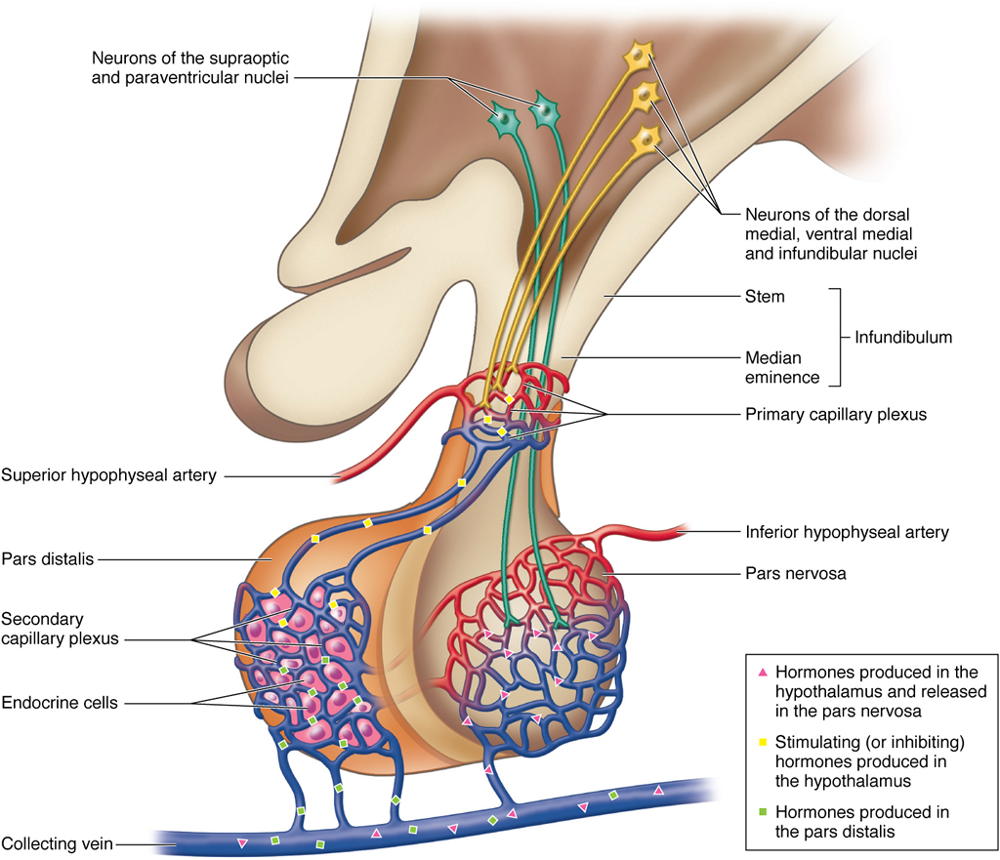 Neurons of the supraoptic
and paraventricular nuclei
Neurons of the dorsal
medial, ventral medial
and infundibular nuclei
Stem
Infundibulum
Median
eminence
Primary capillary plexus
Superior hypophyseal artery
Inferior hypophyseal artery
Pars distalis
Pars nervosa
Secondary
capillary plexus
Endocrine cells
Hormones produced in the
hypothalamus and released
in the pars nervosa
Stimulating (or inhibiting)
hormones produced in
the hypothalamus
Hormones produced in
the pars distalis
Collecting vein